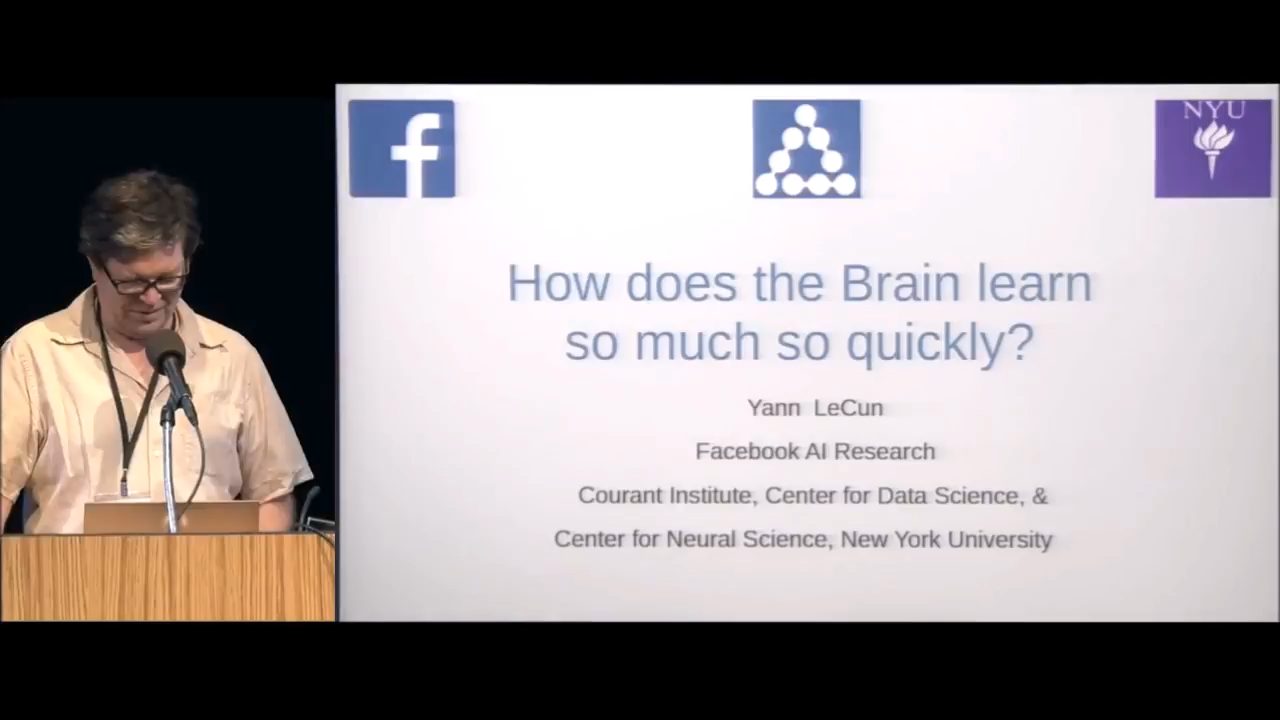 f
NYU
How does the Brain learn
so much so quickly?
Yann LeCun
Facebook AI Research
Courant Institute, Center for Data Science, &
Center for Neural Science, New York University